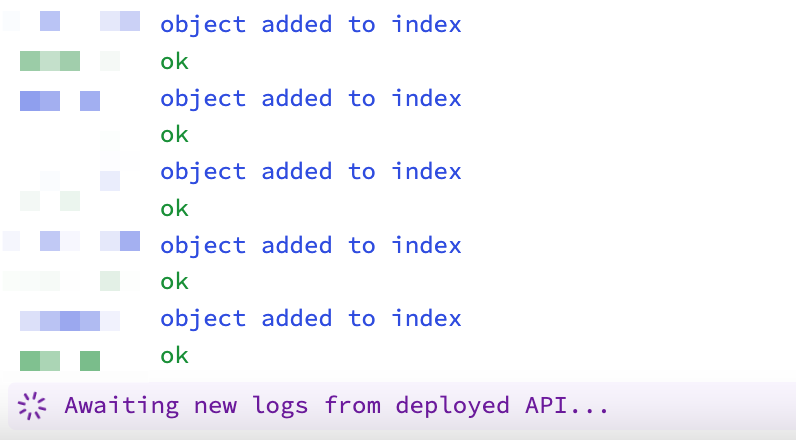 object added to index
ok
object added to index
ok
object added to index
ok
object added to index
ok
object added to index
ok
Awaiting new logs from deployed API...